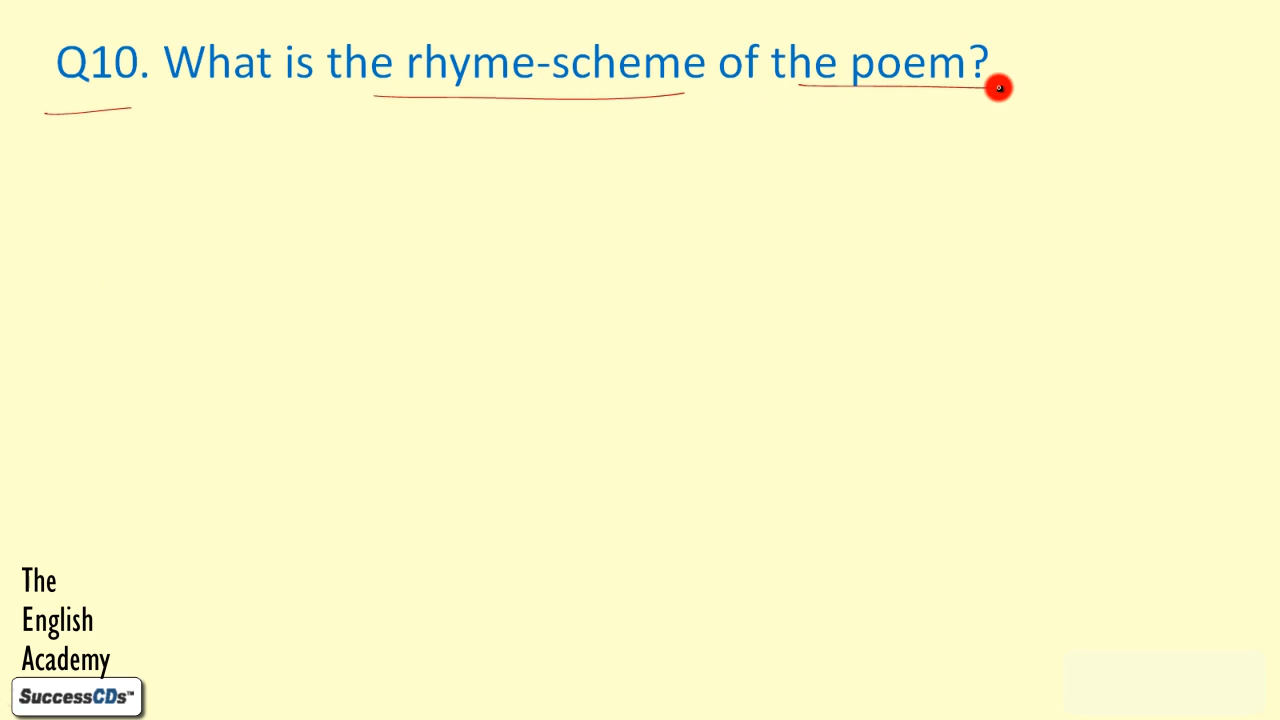 Q10. What is the rhyme-scheme of the poem?
The
English
Academy
SuccessCDs™